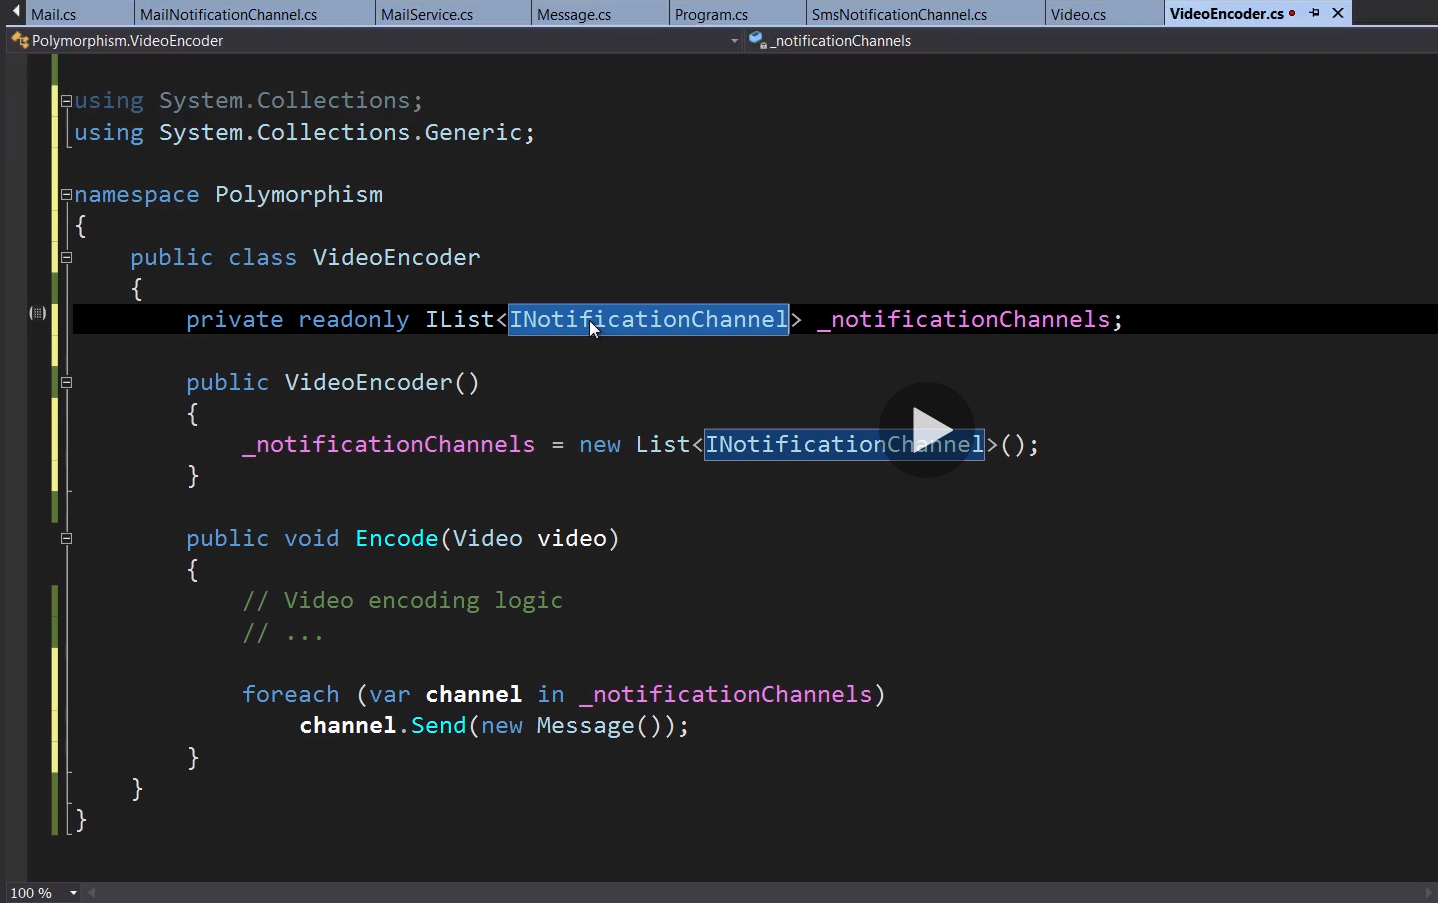 Mail.cs MailNotificationChannel.cs MailService.cs Message.cs Program.cs SmsNotificationChannel.cs Video.cs VideoEncoder.cs
Polymorphism.VideoEncoder _notificationChannels
using System.Collections;
using System.Collections.Generic;
namespace Polymorphism
{
public class VideoEncoder
{
private readonly IList<INotificationChannel> _notificationChannels;
public VideoEncoder()
{
_notificationChannels = new List<INotificationChannel>();
}
public void Encode(Video video)
{
// Video encoding logic
// ...
foreach (var channel in _notificationChannels)
channel.Send(new Message());
}
}
}
100 %